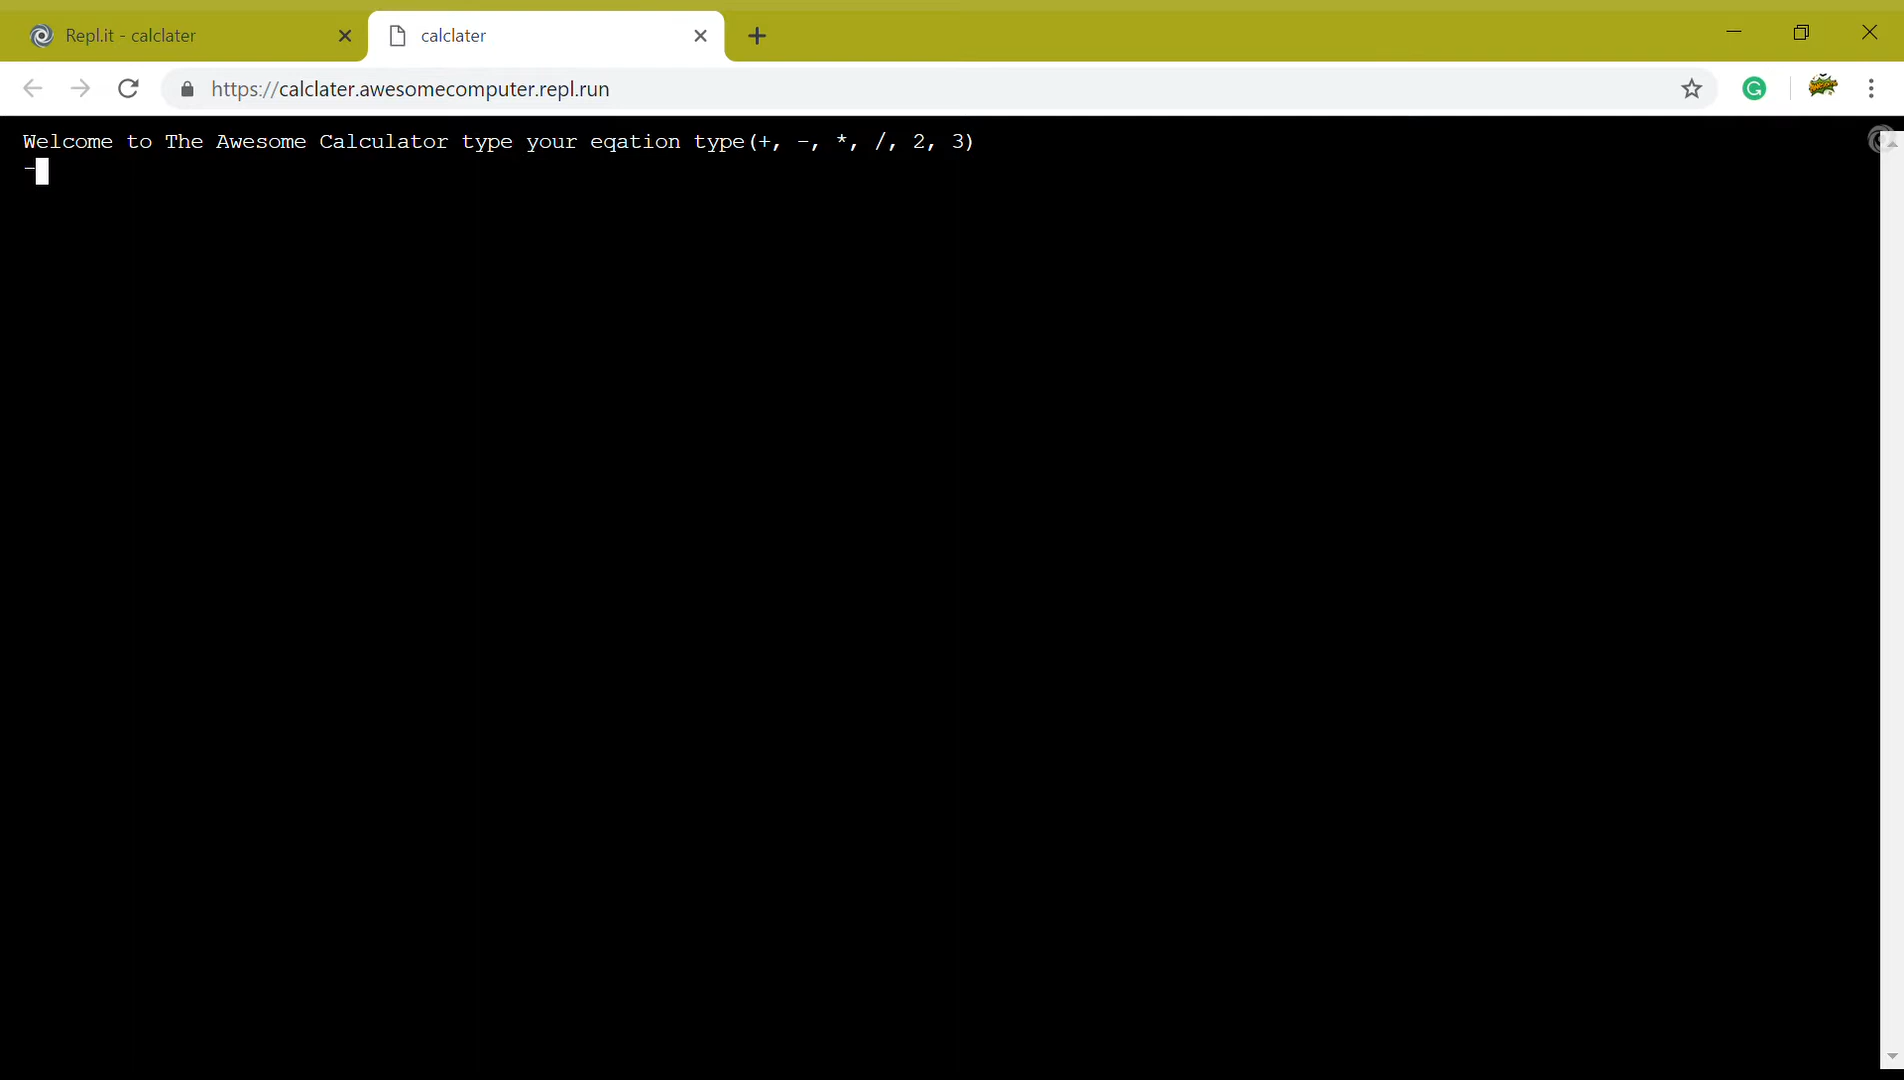 Repl.it - calclater
calclater
https://calclater.awesomecomputer.repl.run
Welcome to The Awesome Calculator type your eqation type(+, -, *, /, 2, 3)
-